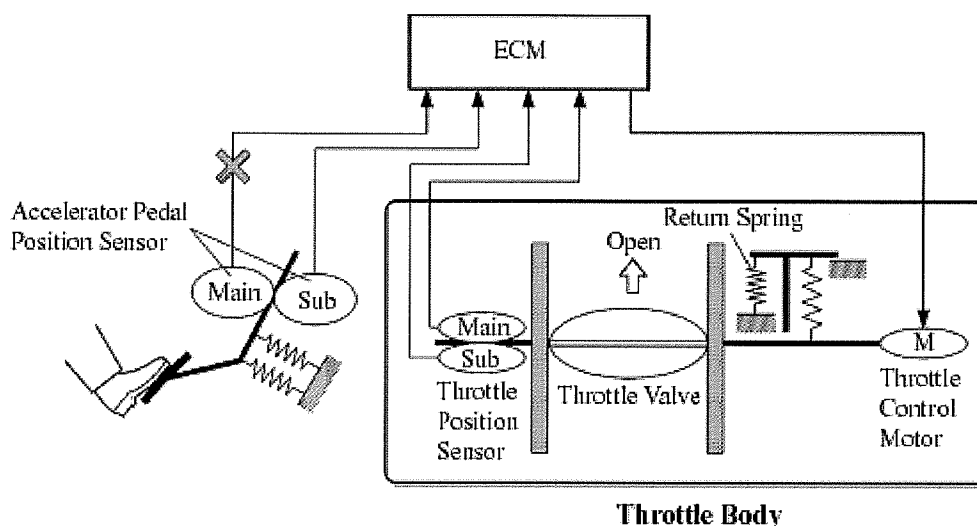 ECM
Accelerator Pedal
Position Sensor
Main
Sub
Return Spring
Open
Main
Sub
Throttle
Position
Sensor
Throttle Valve
M
Throttle
Control
Motor
Throttle Body